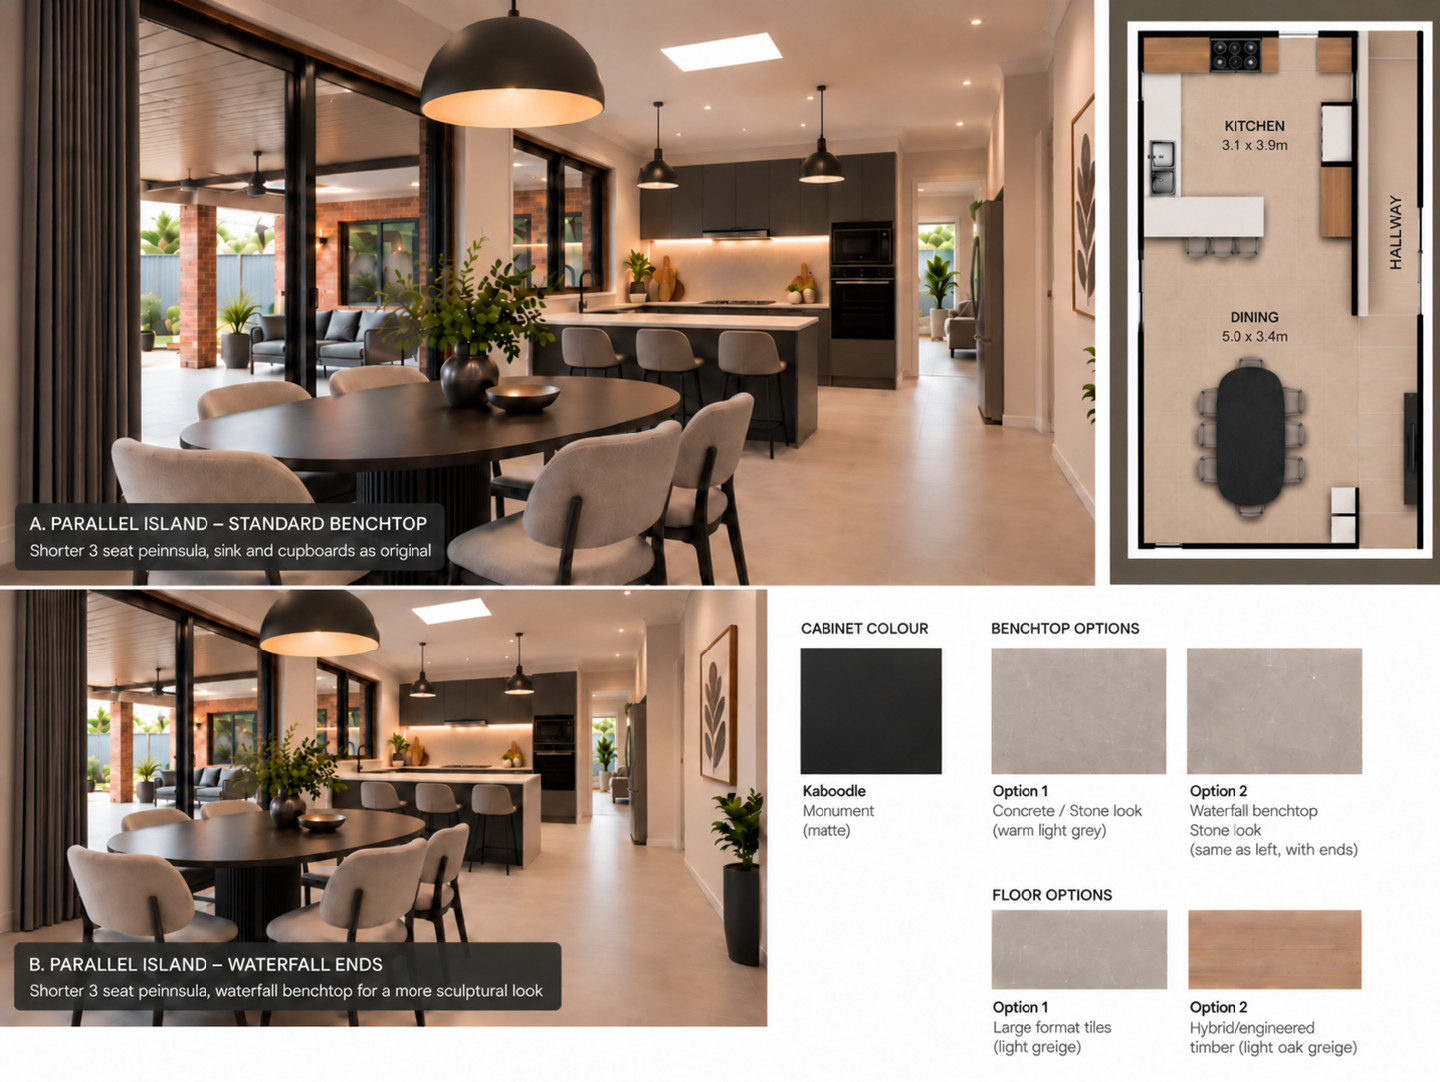 KITCHEN
3.1 x 3.9m
HALLWAY
DINING
5.0 x 3.4m
A. PARALLEL ISLAND – STANDARD BENCHTOP
Shorter 3 seat peinnsula, sink and cupboards as original
B. PARALLEL ISLAND – WATERFALL ENDS
Shorter 3 seat peinnsula, waterfall benchtop for a more sculptural look
CABINET COLOUR
Kaboodle
Monument
(matte)
BENCHTOP OPTIONS
Option 1
Concrete / Stone look
(warm light grey)
Option 2
Waterfall benchtop
Stone look
(same as left, with ends)
FLOOR OPTIONS
Option 1
Large format tiles
(light greige)
Option 2
Hybrid/engineered
timber (light oak greige)